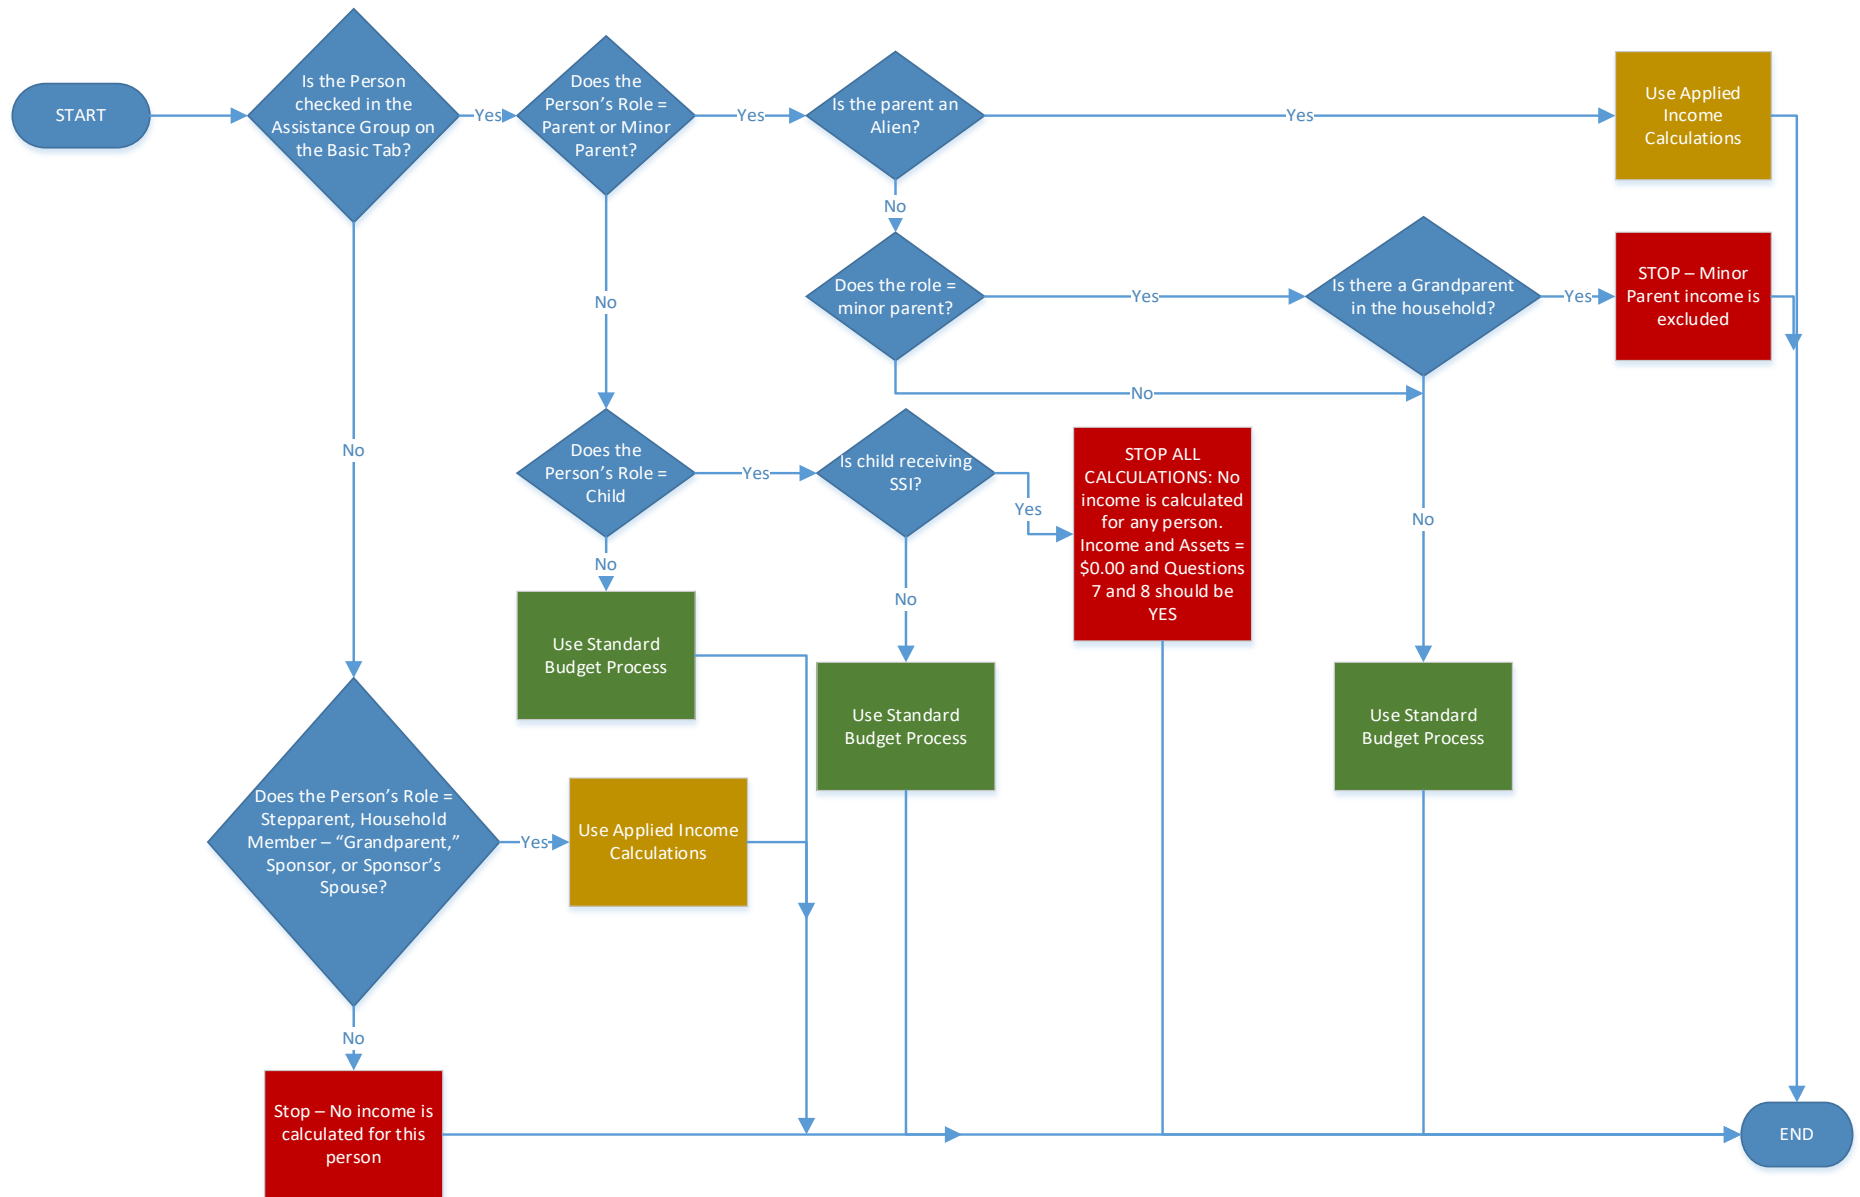 START
Is the Person
checked in the
Assistance Group on
the Basic Tab?
Yes
Does the
Person’s Role =
Parent or Minor
Parent?
Yes
Is the parent an
Alien?
Yes
Use Applied
Income
Calculations
No
Does the role =
minor parent?
Yes
Is there a Grandparent
in the household?
Yes
STOP – Minor
Parent income is
excluded
No
No
No
Does the
Person’s Role =
Child
Yes
Is child receiving
SSI?
Yes
STOP ALL
CALCULATIONS: No
income is calculated
for any person.
Income and Assets =
$0.00 and Questions
7 and 8 should be
YES
No
No
No
Use Standard
Budget Process
Use Standard
Budget Process
Use Standard
Budget Process
Does the Person’s Role =
Stepparent, Household
Member – “Grandparent,”
Sponsor, or Sponsor’s
Spouse?
Yes
Use Applied Income
Calculations
No
Stop – No income is
calculated for this
person
END